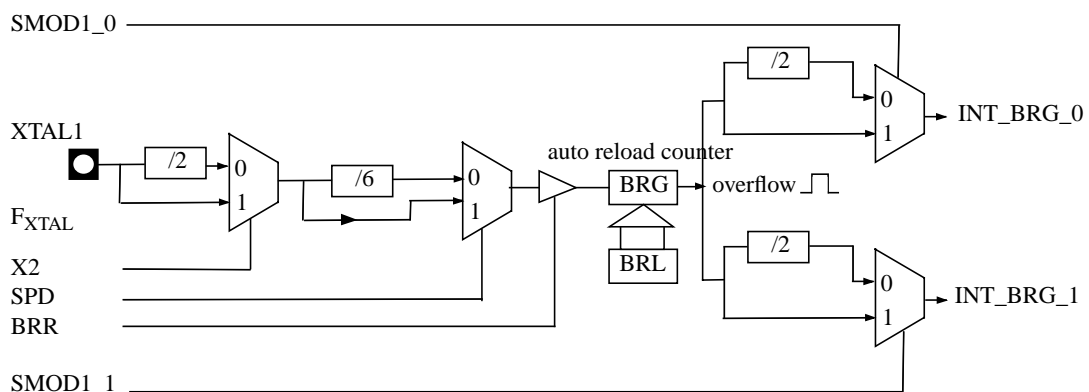 SMOD1_0
/2
0
1
INT_BRG_0
XTAL1
/2
0
1
/6
0
1
auto reload counter
BRG
overflow
BRL
FXTAL
X2
SPD
BRR
/2
0
1
INT_BRG_1
SMOD1_1